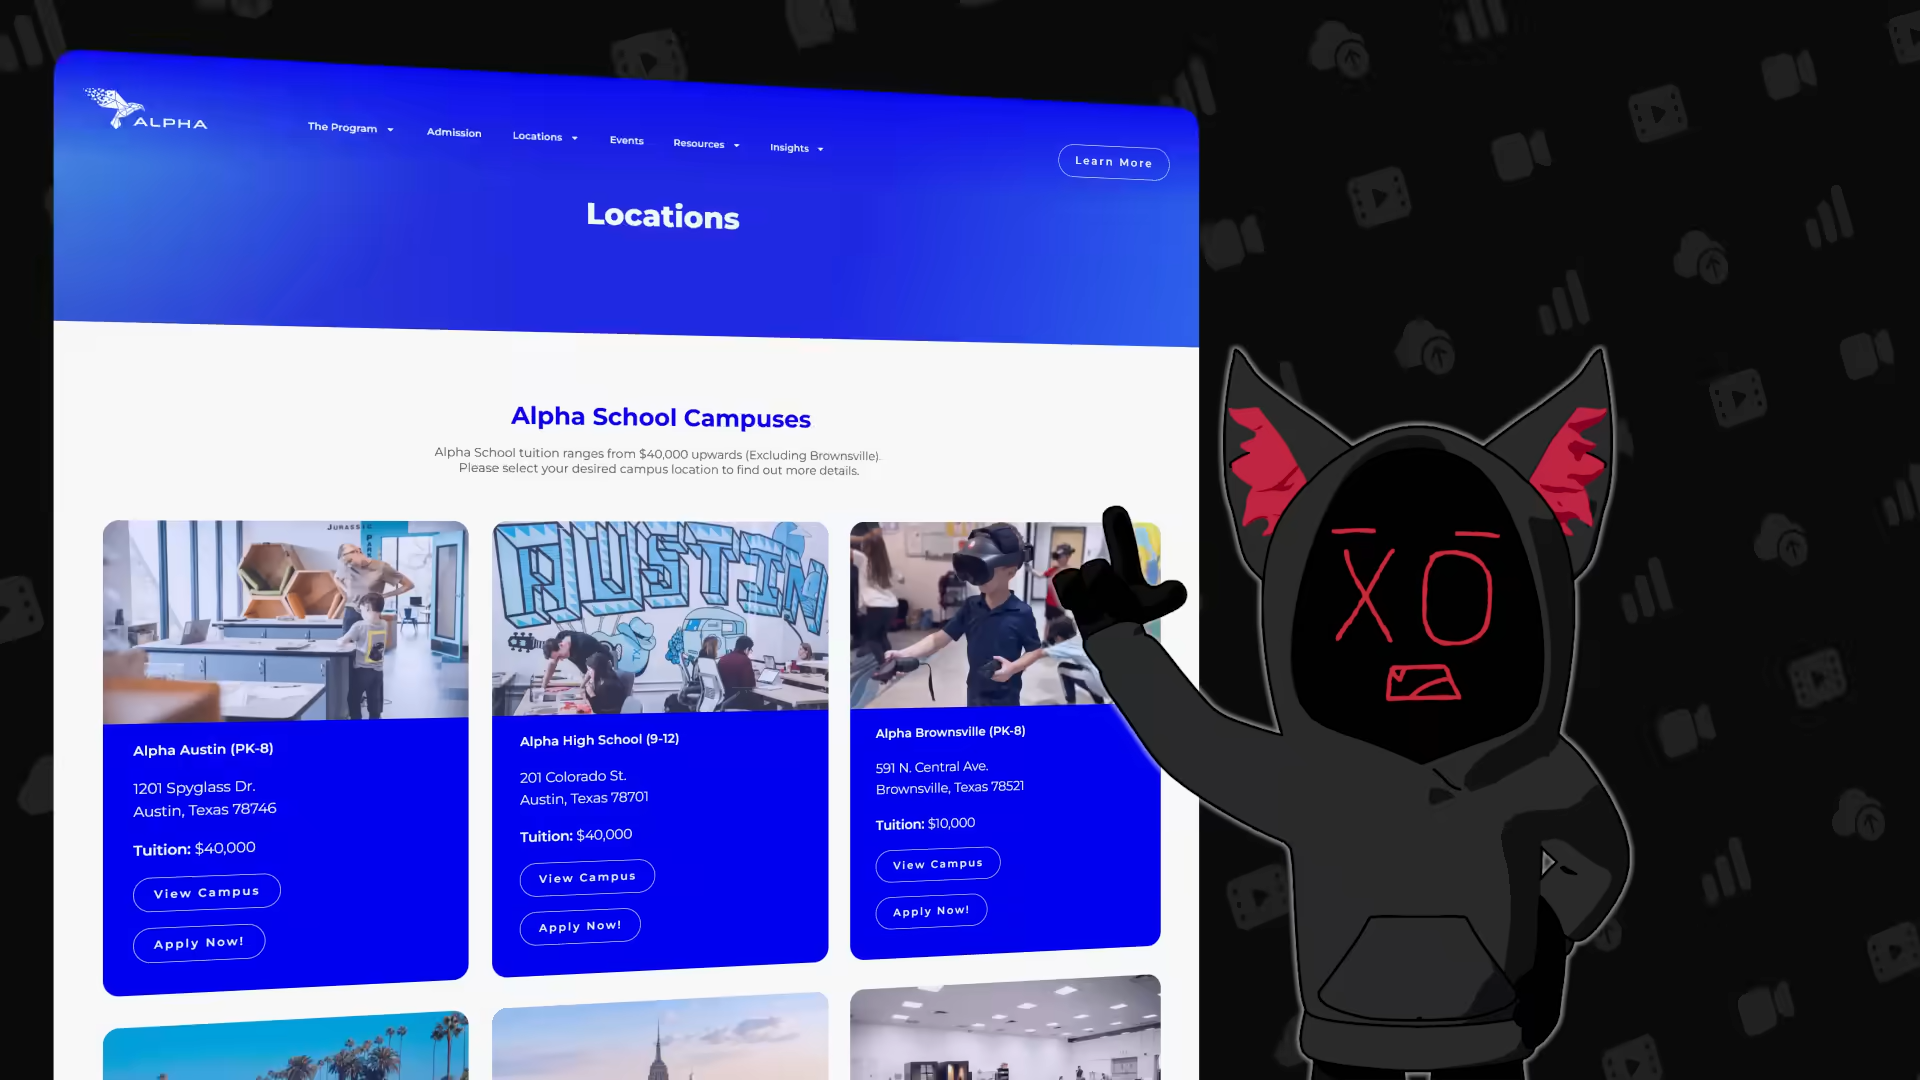 ALPHA
The Program
Admission
Locations
Events
Resources
Insights
Learn More
Locations
Alpha School Campuses
Alpha School tuition ranges from $40,000 upwards (Excluding Brownsville).
Please select your desired campus location to find out more details.
JURASSIC
PARK
AUSTIN
Alpha Austin (PK-8)
1201 Spyglass Dr.
Austin, Texas 78746
Tuition: $40,000
View Campus
Apply Now!
Alpha High School (9-12)
201 Colorado St.
Austin, Texas 78701
Tuition: $40,000
View Campus
Apply Now!
Alpha Brownsville (PK-8)
591 N. Central Ave.
Brownsville, Texas 78521
Tuition: $10,000
View Campus
Apply Now!
XO